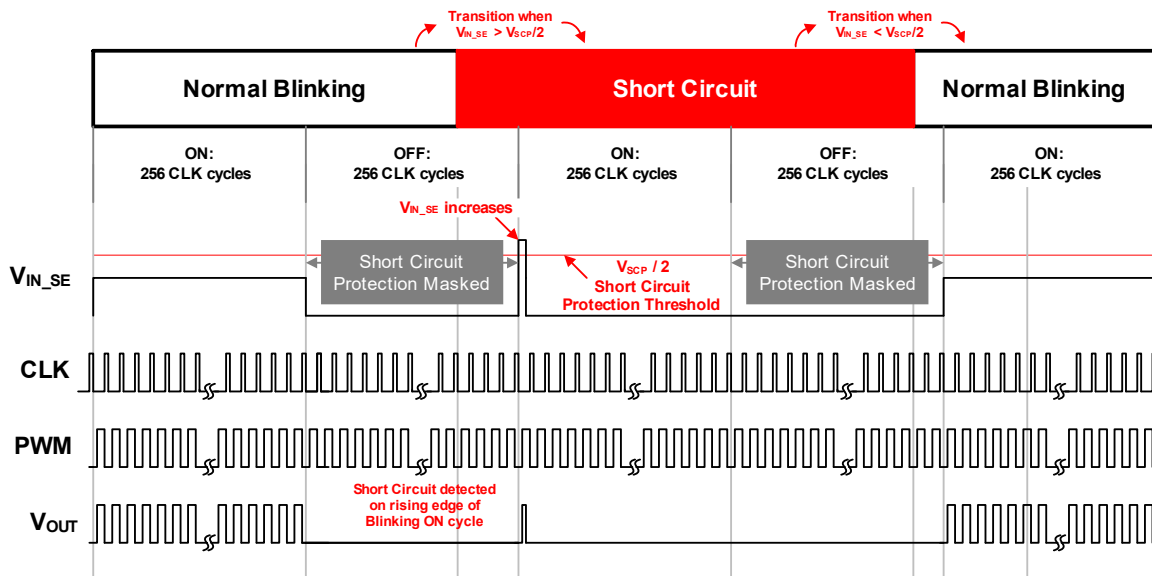 Transition when
VIN_SE > VSCP/2
Transition when
VIN_SE < VSCP/2
Normal Blinking
Short Circuit
Normal Blinking
ON:
256 CLK cycles
OFF:
256 CLK cycles
ON:
256 CLK cycles
OFF:
256 CLK cycles
ON:
256 CLK cycles
VIN_SE increases
VIN_SE
Short Circuit
Protection Masked
VSCP / 2
Short Circuit
Protection Threshold
Short Circuit
Protection Masked
CLK
PWM
Short Circuit detected
on rising edge of
Blinking ON cycle
VOUT